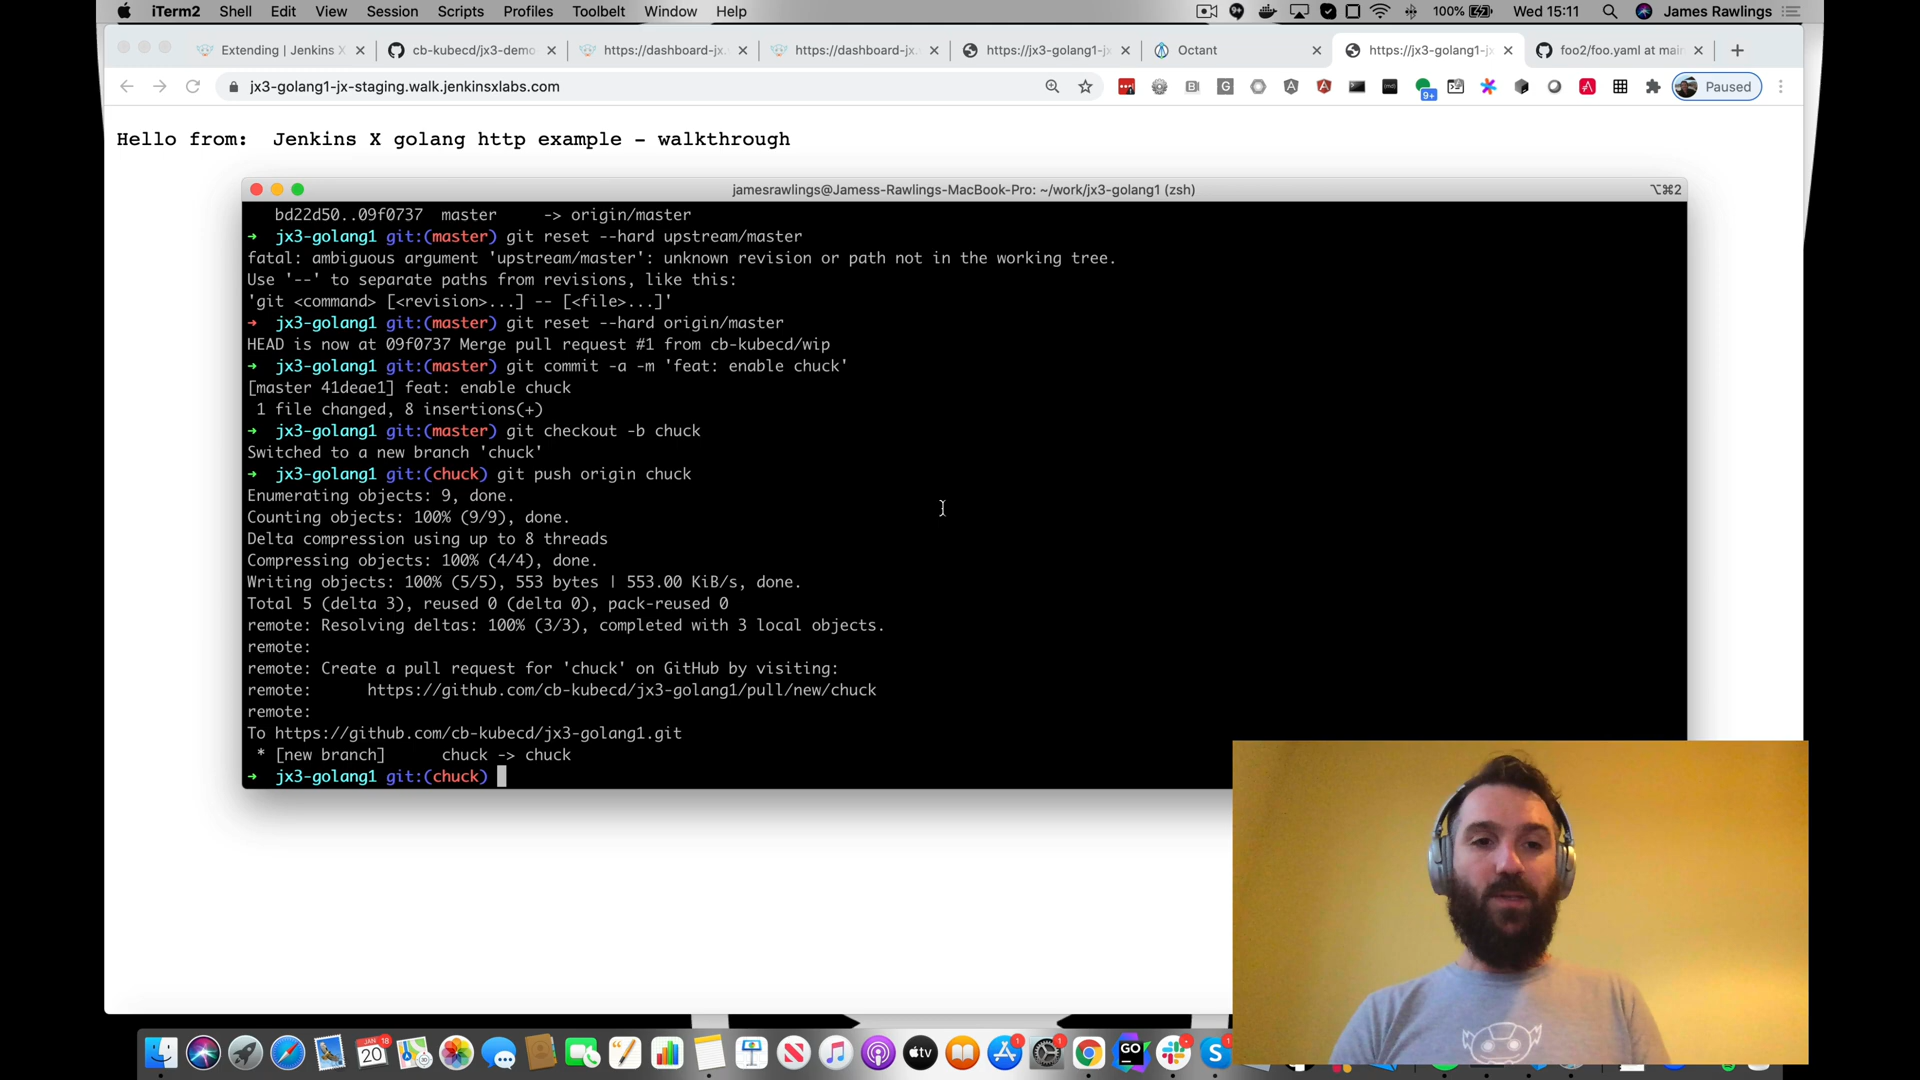 iTerm2 Shell Edit View Session Scripts Profiles Toolbelt Window Help 100% Wed 15:11 James Rawlings
Extending | Jenkins X
cb-kubecd/jx3-demo
https://dashboard-jx.
https://dashboard-jx.
https://jx3-golang1-jx-
Octant
https://jx3-golang1-jx-
foo2/foo.yaml at main
jx3-golang1-jx-staging.walk.jenkinsxlabs.com
9+
Paused
Hello from:  Jenkins X golang http example - walkthrough
jamesrawlings@Jamess-Rawlings-MacBook-Pro: ~/work/jx3-golang1 (zsh)
⌥⌘2
bd22d50..09f0737  master     -> origin/master
➜  jx3-golang1 git:(master) git reset --hard upstream/master
fatal: ambiguous argument 'upstream/master': unknown revision or path not in the working tree.
Use '--' to separate paths from revisions, like this:
'git <command> [<revision>...] -- [<file>...]'
➜  jx3-golang1 git:(master) git reset --hard origin/master
HEAD is now at 09f0737 Merge pull request #1 from cb-kubecd/wip
➜  jx3-golang1 git:(master) git commit -a -m 'feat: enable chuck'
[master 41deae1] feat: enable chuck
1 file changed, 8 insertions(+)
➜  jx3-golang1 git:(master) git checkout -b chuck
Switched to a new branch 'chuck'
➜  jx3-golang1 git:(chuck) git push origin chuck
Enumerating objects: 9, done.
Counting objects: 100% (9/9), done.
Delta compression using up to 8 threads
Compressing objects: 100% (4/4), done.
Writing objects: 100% (5/5), 553 bytes | 553.00 KiB/s, done.
Total 5 (delta 3), reused 0 (delta 0), pack-reused 0
remote: Resolving deltas: 100% (3/3), completed with 3 local objects.
remote:
remote: Create a pull request for 'chuck' on GitHub by visiting:
remote:      https://github.com/cb-kubecd/jx3-golang1/pull/new/chuck
remote:
To https://github.com/cb-kubecd/jx3-golang1.git
* [new branch]      chuck -> chuck
➜  jx3-golang1 git:(chuck)
JAN 18
20
tv
1
1
GO